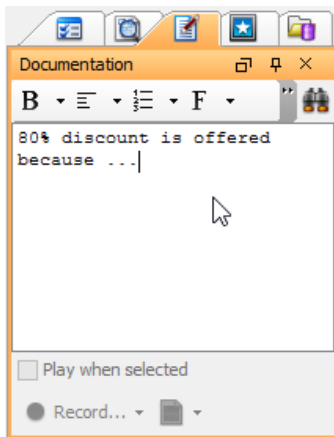 Documentation
B F
80% discount is offered
because ...
Play when selected
Record...